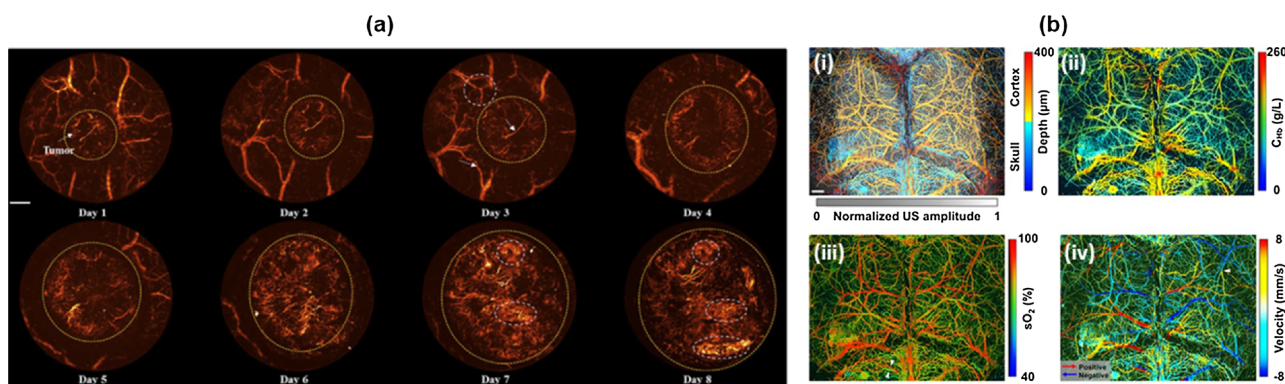 (a)
Tumor
Day 1
Day 2
Day 3
Day 4
Day 5
Day 6
Day 7
Day 8
(b)
(i)
400
Cortex
Skull
Depth (µm)
0
0 Normalized US amplitude 1
(ii)
260
C_Hb (g/L)
0
(iii)
100
sO₂ (%)
40
(iv)
8
Velocity (mm/s)
-8
Positive
Negative